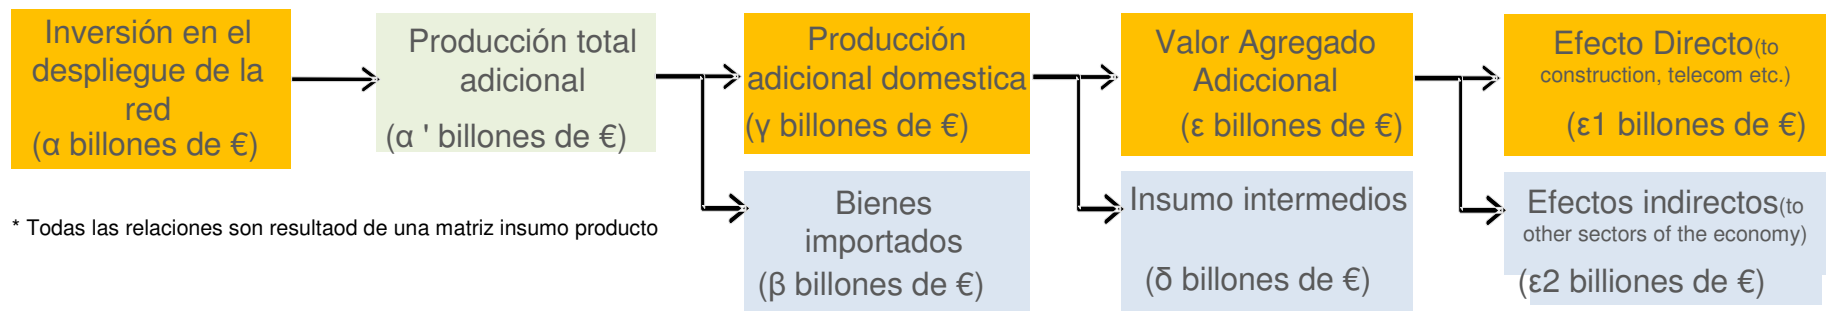 Inversión en el
despliegue de la
red
(α billones de €)
Producción total
adicional
(α ' billones de €)
Producción
adicional domestica
(γ billones de €)
Valor Agregado
Adiccional
(ε billones de €)
Efecto Directo(to
construction, telecom etc.)
(ε1 billones de €)
Bienes
importados
(β billones de €)
Insumo intermedios
(δ billones de €)
Efectos indirectos(to
other sectors of the economy)
(ε2 billiones de €)
* Todas las relaciones son resultaod de una matriz insumo producto